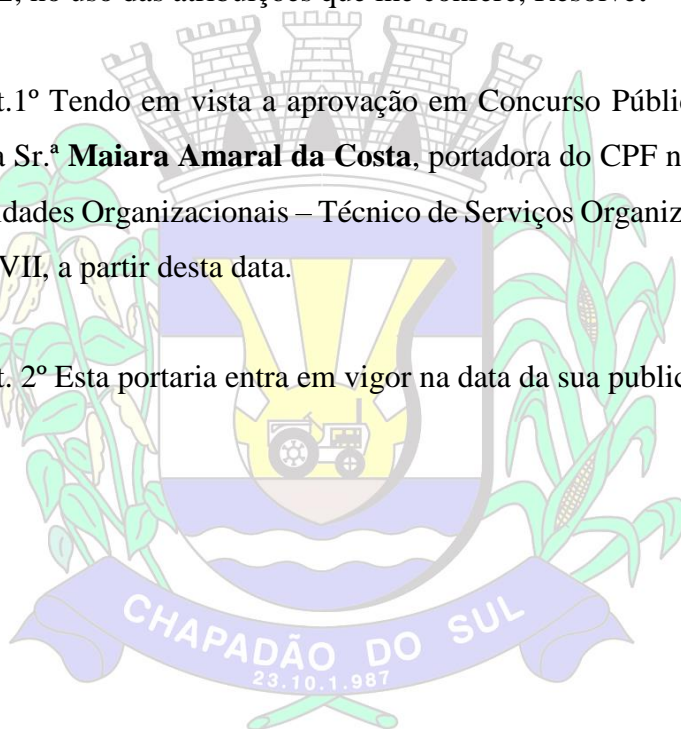 no uso das atribuições que lhe confere, Resolve:
t.1º Tendo em vista a aprovação em Concurso Públic
a Sr.ª Maiara Amaral da Costa, portadora do CPF n
idades Organizacionais – Técnico de Serviços Organiz
VII, a partir desta data.
t. 2º Esta portaria entra em vigor na data da sua public
CHAPADÃO DO SUL
23.10.1.987